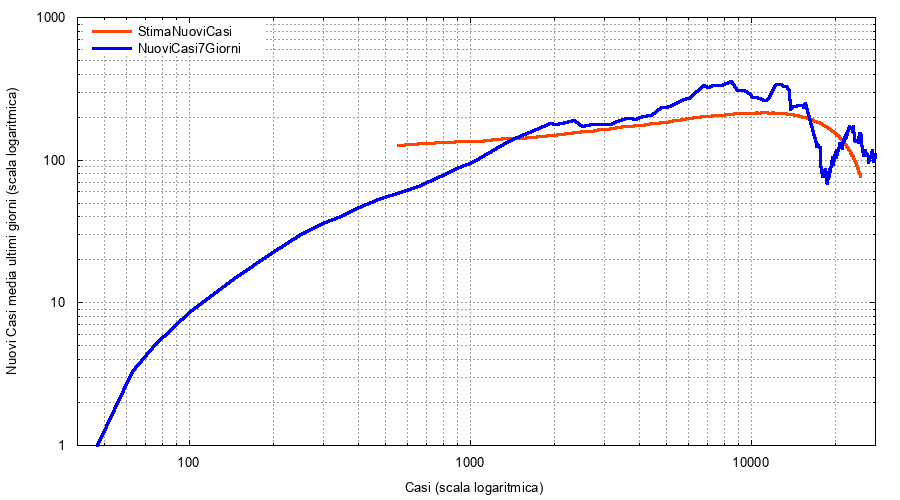 1000
StimaNuoviCasi
NuoviCasi7Giorni
100
10
1
Nuovi Casi media ultimi giorni (scala logaritmica)
100
1000
10000
Casi (scala logaritmica)